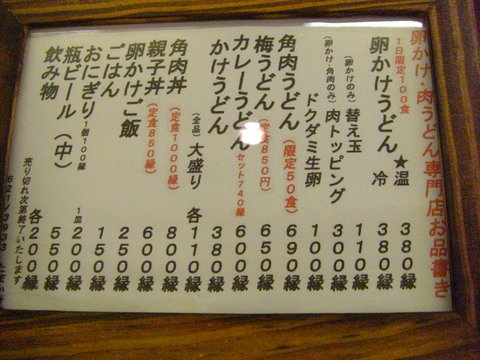 卵かけ・肉うどん専門店お品書き
1日限定100食
卵かけうどん ★温 380縁
冷 380縁
(卵かけのみ) 替え玉 110縁
(卵かけ・角肉のみ) 肉トッピング 300縁
ドクダミ生卵 100縁
角肉うどん (限定50食) 690縁
梅うどん (定食850円) 650縁
カレーうどん セット740縁 600縁
かけうどん 380縁
(全品) 大盛り 各110縁
角肉丼 (定食1000縁) 800縁
親子丼 (定食850縁) 600縁
卵かけご飯 250縁
ごはん 150縁
おにぎり 1個100縁 1皿200縁
瓶ビール (中) 550縁
飲み物 各200縁
売り切れ次第終了いたします